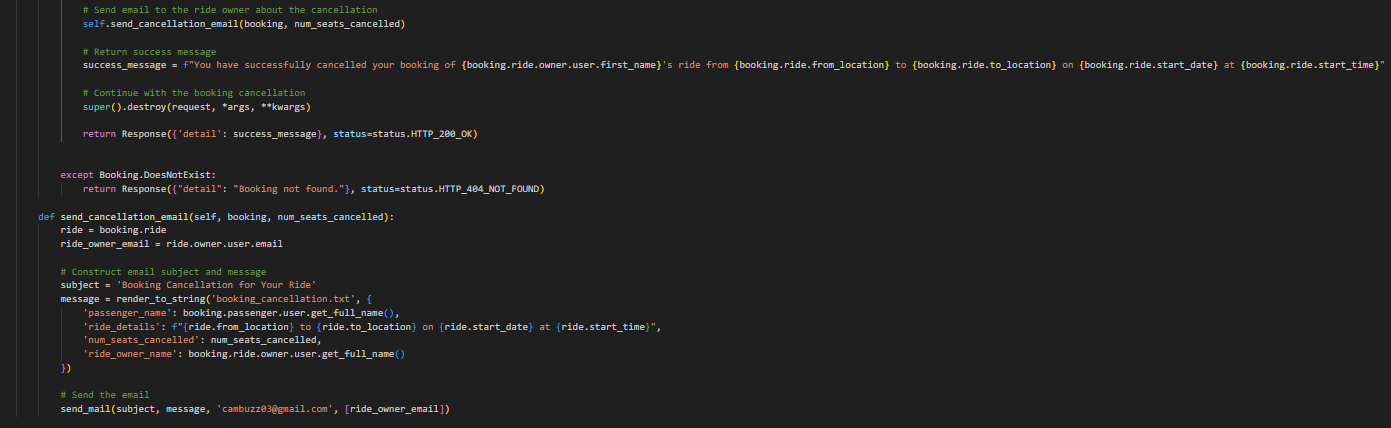 # Send email to the ride owner about the cancellation
self.send_cancellation_email(booking, num_seats_cancelled)
# Return success message
success_message = f"You have successfully cancelled your booking of {booking.ride.owner.user.first_name}'s ride from {booking.ride.from_location} to {booking.ride.to_location} on {booking.ride.start_date} at {booking.ride.start_time}"
# Continue with the booking cancellation
super().destroy(request, *args, **kwargs)
return Response({'detail': success_message}, status=status.HTTP_200_OK)
except Booking.DoesNotExist:
return Response({"detail": "Booking not found."}, status=status.HTTP_404_NOT_FOUND)
def send_cancellation_email(self, booking, num_seats_cancelled):
ride = booking.ride
ride_owner_email = ride.owner.user.email
# Construct email subject and message
subject = 'Booking Cancellation for Your Ride'
message = render_to_string('booking_cancellation.txt', {
'passenger_name': booking.passenger.user.get_full_name(),
'ride_details': f"{ride.from_location} to {ride.to_location} on {ride.start_date} at {ride.start_time}",
'num_seats_cancelled': num_seats_cancelled,
'ride_owner_name': booking.ride.owner.user.get_full_name()
})
# Send the email
send_mail(subject, message, 'cambuzz03@gmail.com', [ride_owner_email])